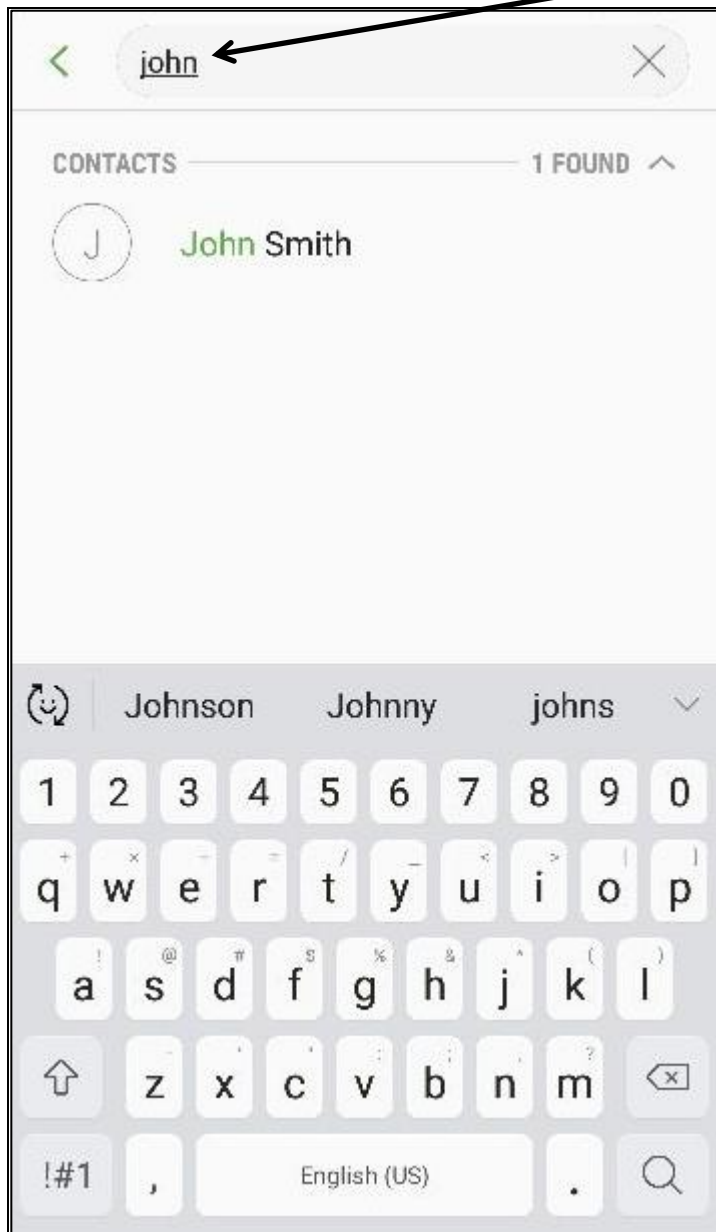 john
CONTACTS 1 FOUND
J John Smith
Johnson Johnny johns
1 2 3 4 5 6 7 8 9 0
q w e r t y u i o p
a s d f g h j k l
z x c v b n m
!#1 , English (US) .